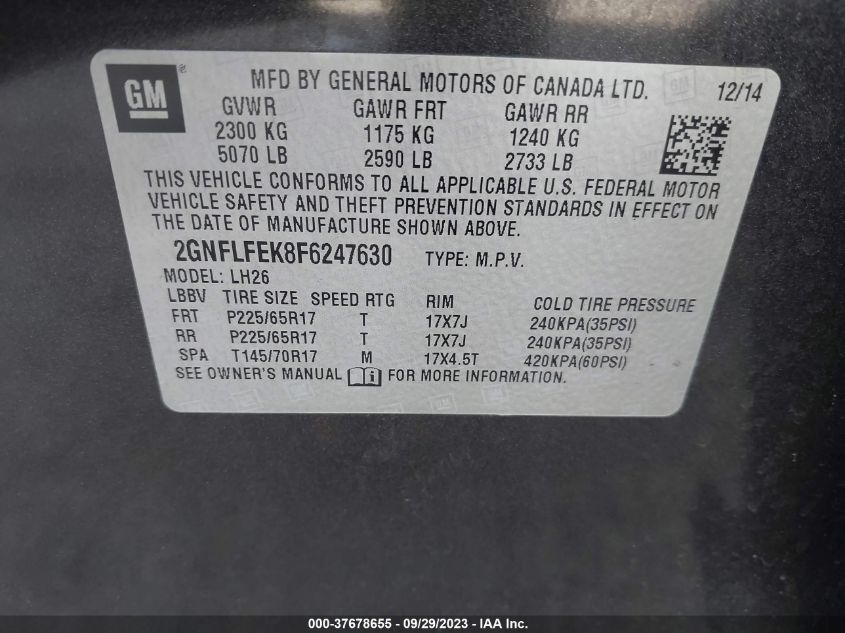 GM ®
MFD BY GENERAL MOTORS OF CANADA LTD. 12/14
GVWR GAWR FRT GAWR RR
2300 KG 1175 KG 1240 KG
5070 LB 2590 LB 2733 LB
THIS VEHICLE CONFORMS TO ALL APPLICABLE U.S. FEDERAL MOTOR
VEHICLE SAFETY AND THEFT PREVENTION STANDARDS IN EFFECT ON
THE DATE OF MANUFACTURE SHOWN ABOVE.
2GNFLFEK8F6247630 TYPE: M.P.V.
MODEL: LH26
LBBV TIRE SIZE SPEED RTG RIM COLD TIRE PRESSURE
FRT P225/65R17 T 17X7J 240KPA(35PSI)
RR P225/65R17 T 17X7J 240KPA(35PSI)
SPA T145/70R17 M 17X4.5T 420KPA(60PSI)
SEE OWNER'S MANUAL FOR MORE INFORMATION.
000-37678655 - 09/29/2023 - IAA Inc.